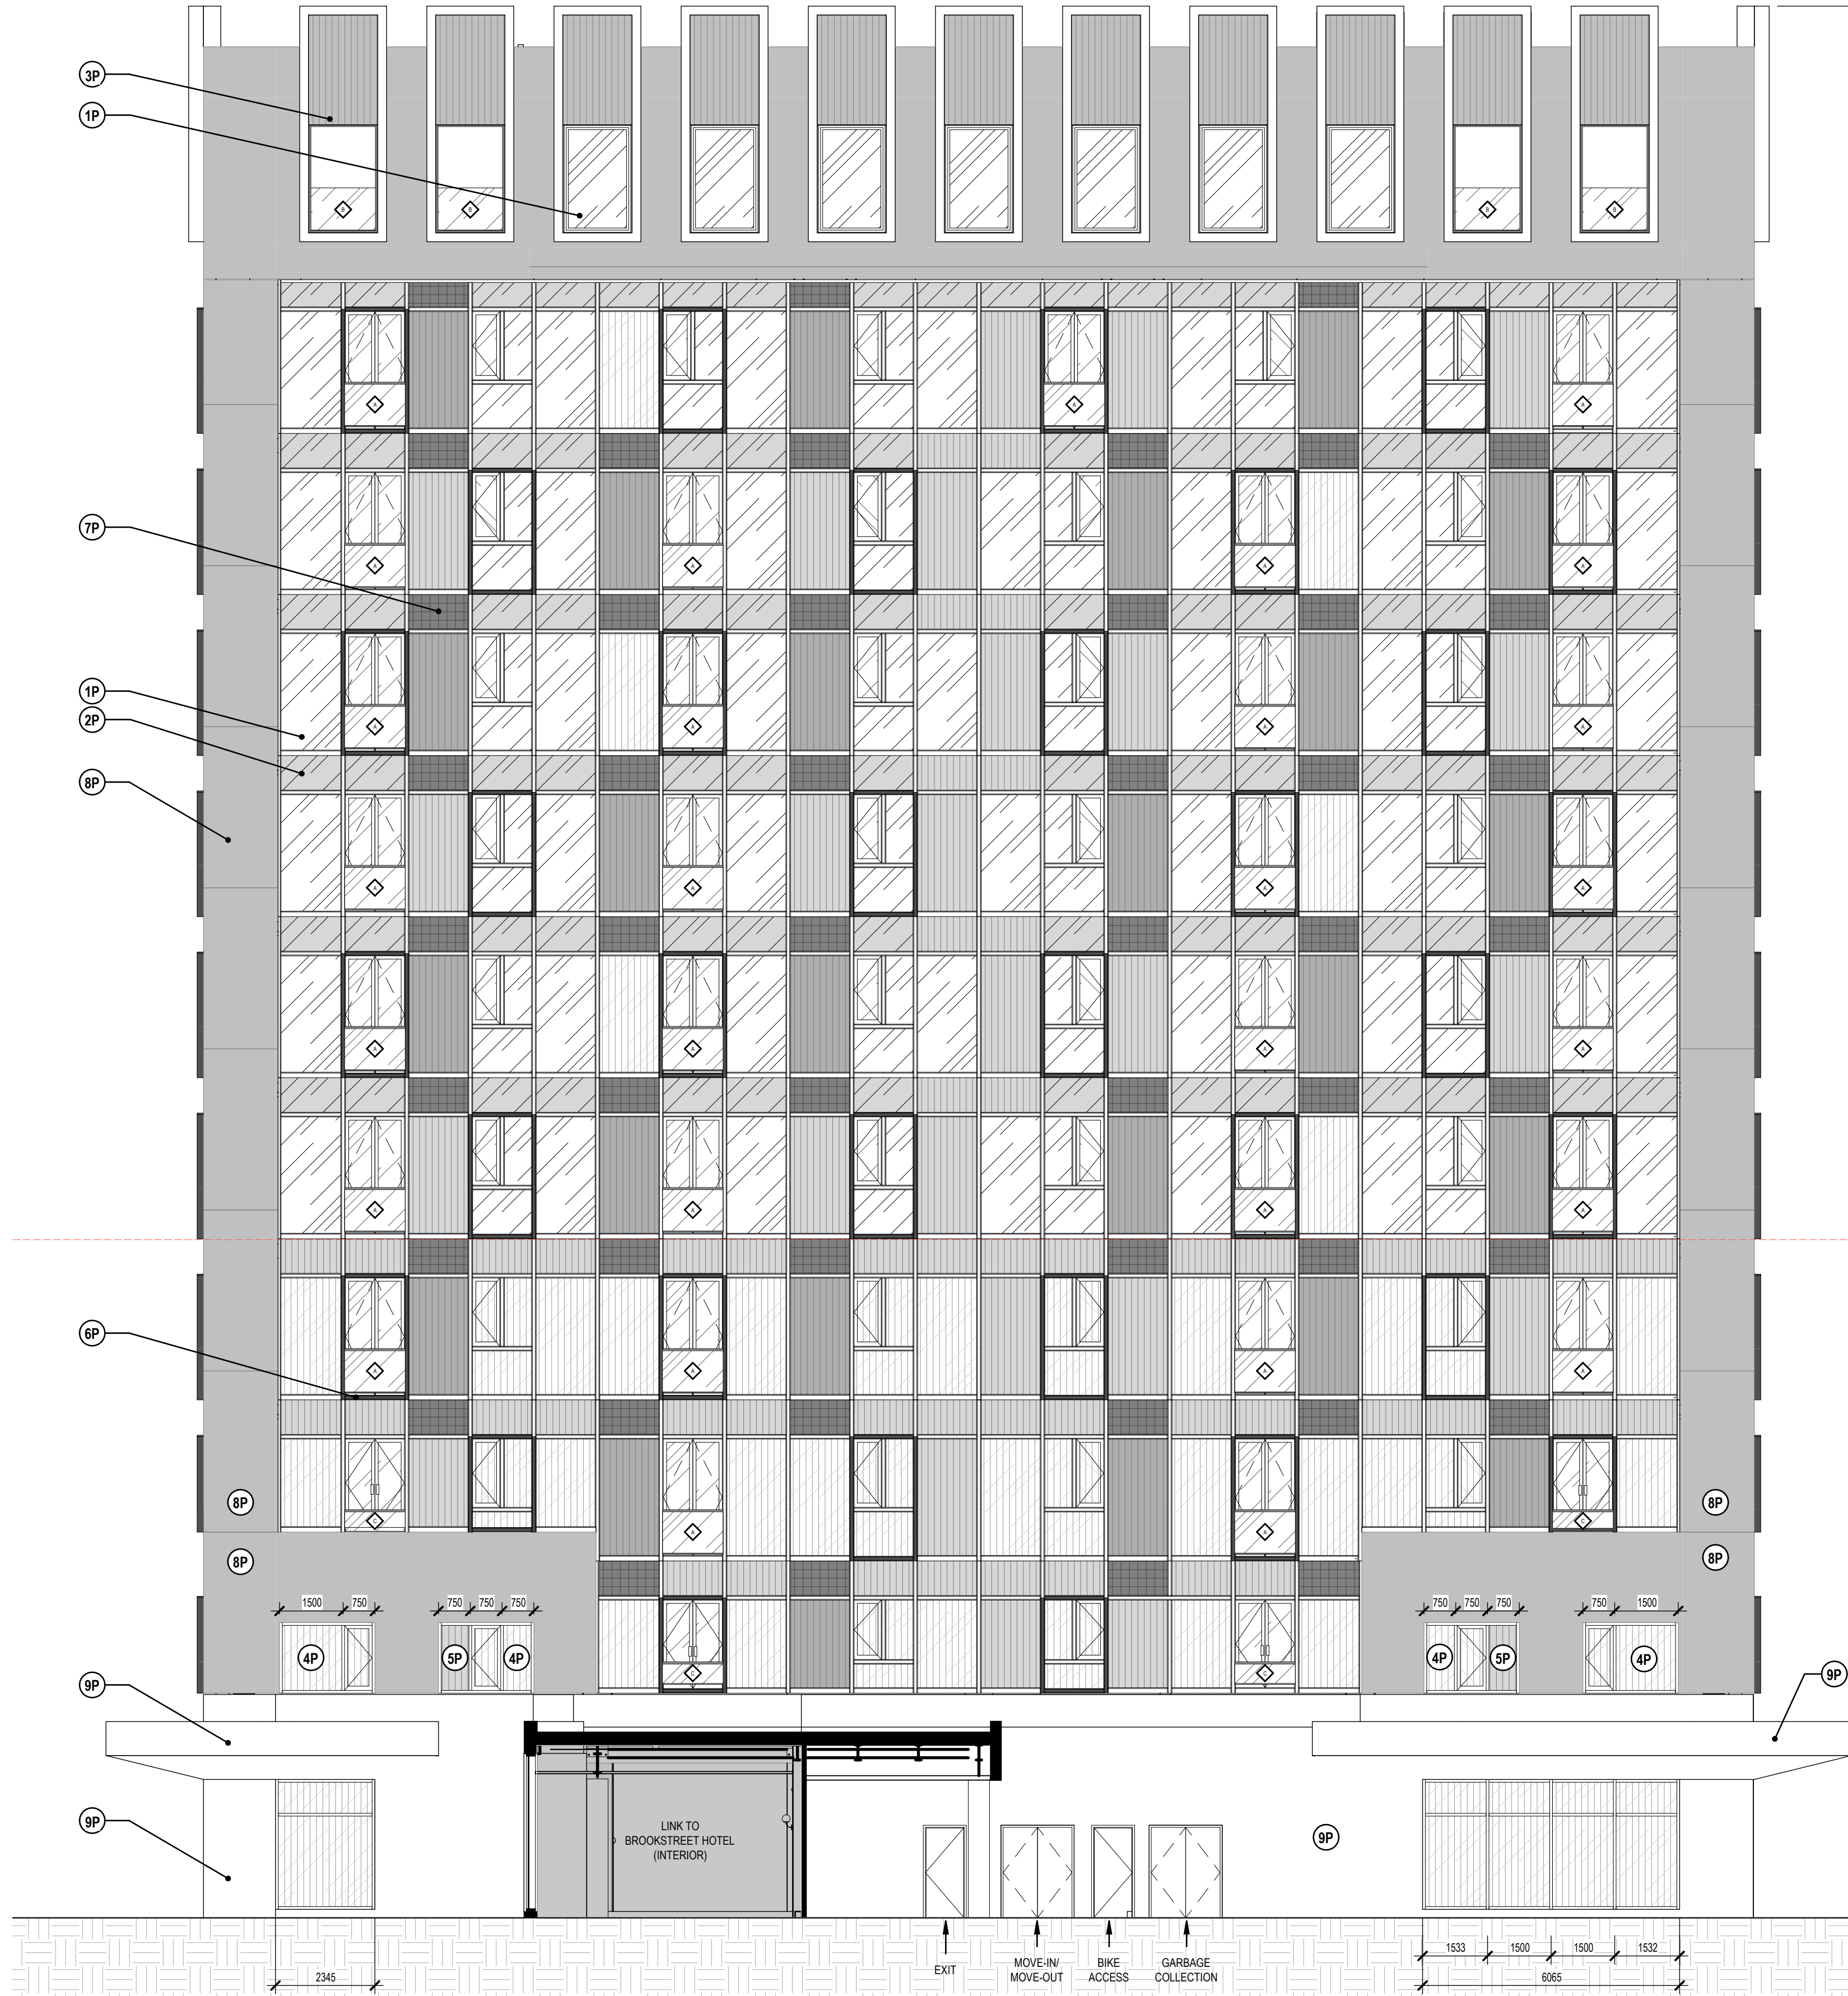 3P
1P
B
B
B
B
A
A
A
7P
A
A
A
A
1P
2P
A
A
A
A
8P
A
A
A
A
A
A
A
A
A
A
A
A
6P
A
A
A
A
8P
C
A
A
C
8P
8P
8P
1500
750
750
750
750
750
750
750
750
1500
4P
5P
4P
4P
5P
4P
C
C
9P
9P
9P
LINK TO
BROOKSTREET HOTEL
(INTERIOR)
9P
EXIT
MOVE-IN/
MOVE-OUT
BIKE
ACCESS
GARBAGE
COLLECTION
2345
1533
1500
1500
1532
6065